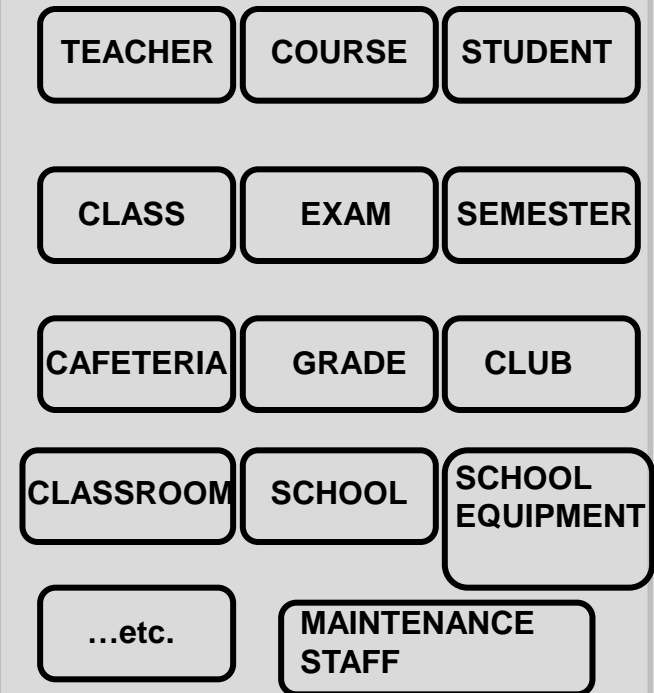 TEACHER
COURSE
STUDENT
CLASS
EXAM
SEMESTER
CAFETERIA
GRADE
CLUB
CLASSROOM
SCHOOL
SCHOOL
EQUIPMENT
…etc.
MAINTENANCE
STAFF